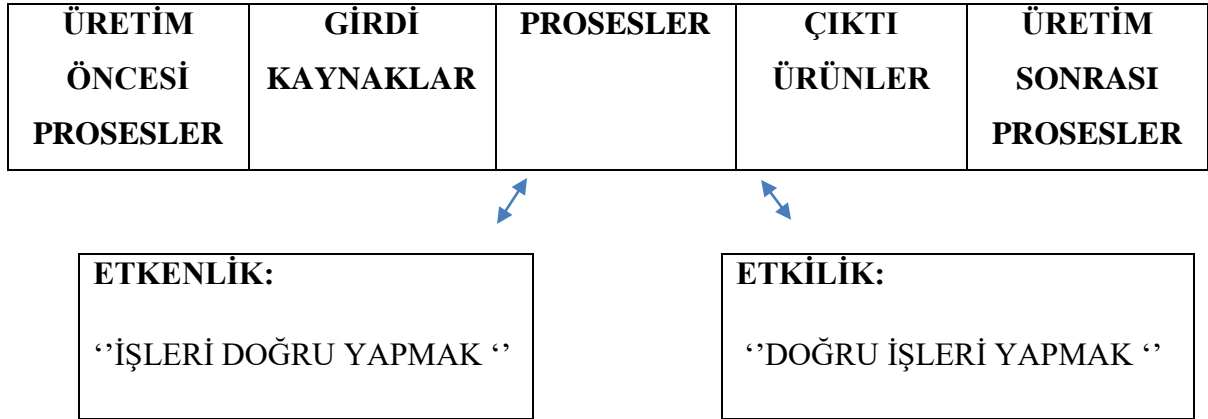 ÜRETİM
ÖNCESİ
PROSESLER
GİRDİ
KAYNAKLAR
PROSESLER
ÇIKTI
ÜRÜNLER
ÜRETİM
SONRASI
PROSESLER
ETKENLİK:
‘’İŞLERİ DOĞRU YAPMAK ‘’
ETKİLİK:
‘’DOĞRU İŞLERİ YAPMAK ‘’